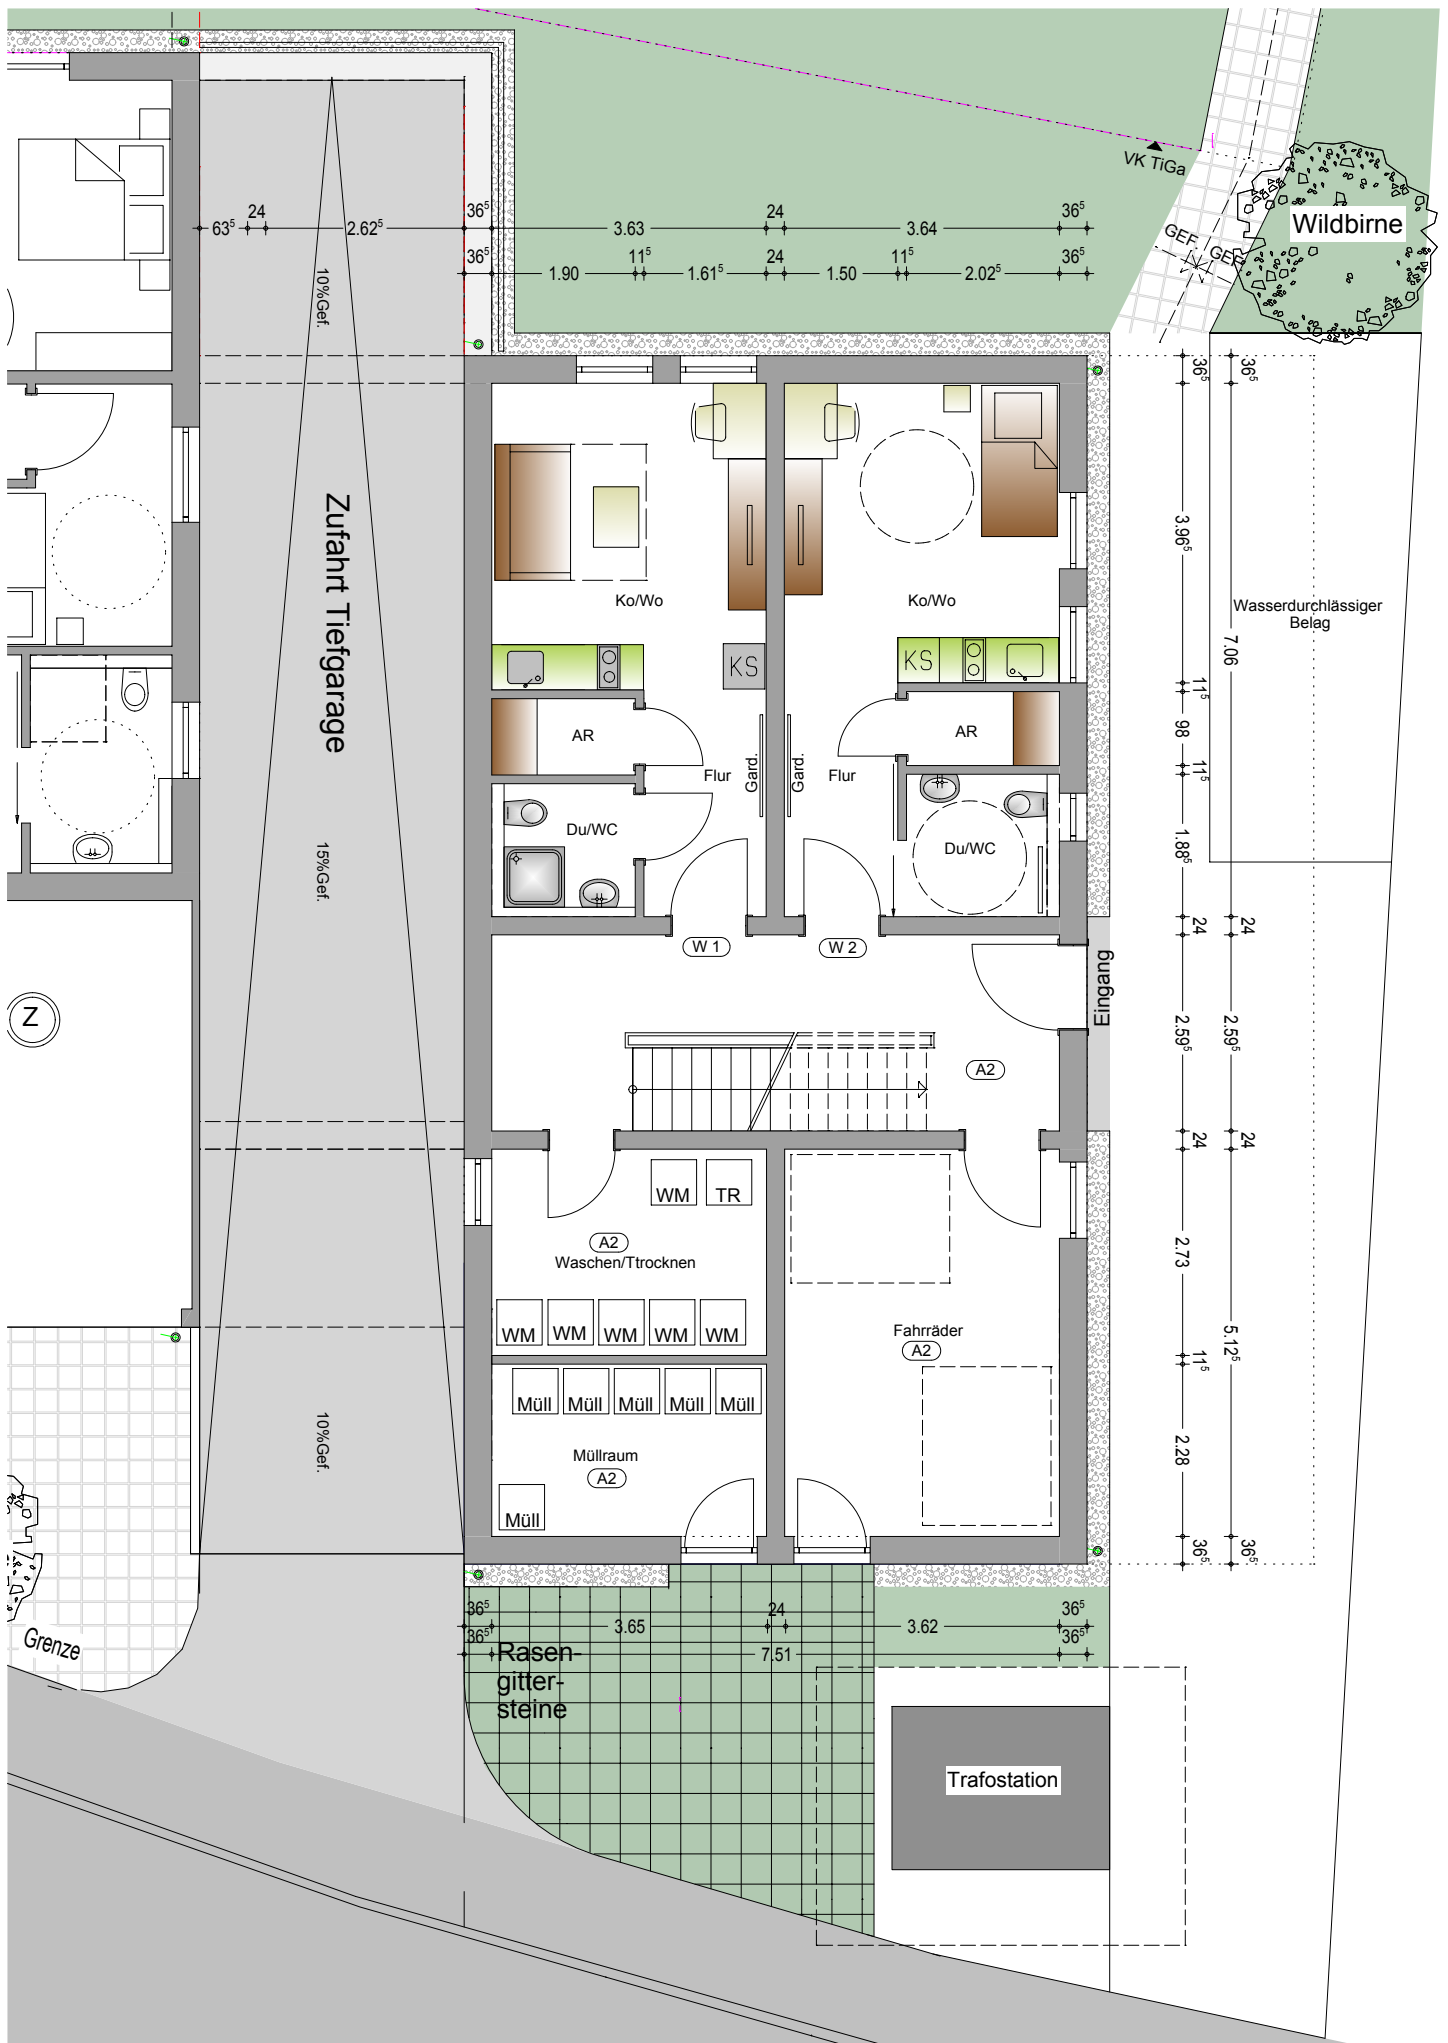 VK TiGa
Wildbirne
GEF.
GEF.
63⁵ 24 2.62⁵ 36⁵ 3.63 24 3.64 36⁵
36⁵ 1.90 11⁵ 1.61⁵ 24 1.50 11⁵ 2.02⁵ 36⁵
10%Gef.
Zufahrt Tiefgarage
15%Gef.
10%Gef.
Ko/Wo
Ko/Wo
KS
KS
AR
AR
Flur
Gard.
Gard.
Flur
Du/WC
Du/WC
W 1
W 2
Eingang
A2
Z
WM
TR
A2
Waschen/Ttrocknen
WM
WM
WM
WM
WM
Fahrräder
A2
Müll
Müll
Müll
Müll
Müll
Müllraum
A2
Müll
36⁵ 3.96⁵ 11⁵ 98 11⁵ 1.88⁵ 24 2.59⁵ 24 2.73 11⁵ 2.28 36⁵
36⁵ 7.06 24 2.59⁵ 24 5.12⁵ 36⁵
Wasserdurchlässiger
Belag
36⁵ 3.65 24 3.62 36⁵
36⁵ 7.51 36⁵
Rasen-
gitter-
steine
Grenze
Trafostation